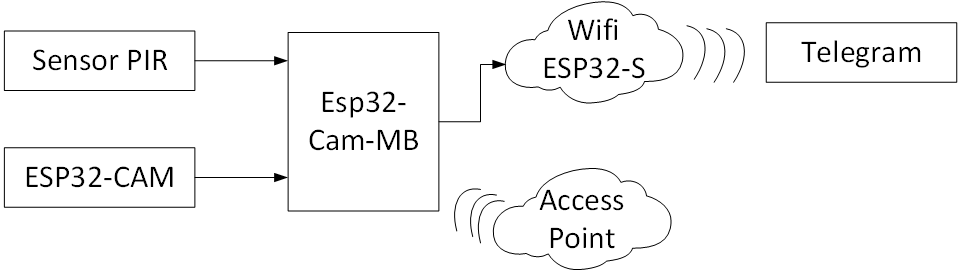 Sensor PIR
ESP32-CAM
Esp32-
Cam-MB
Wifi
ESP32-S
Telegram
Access
Point